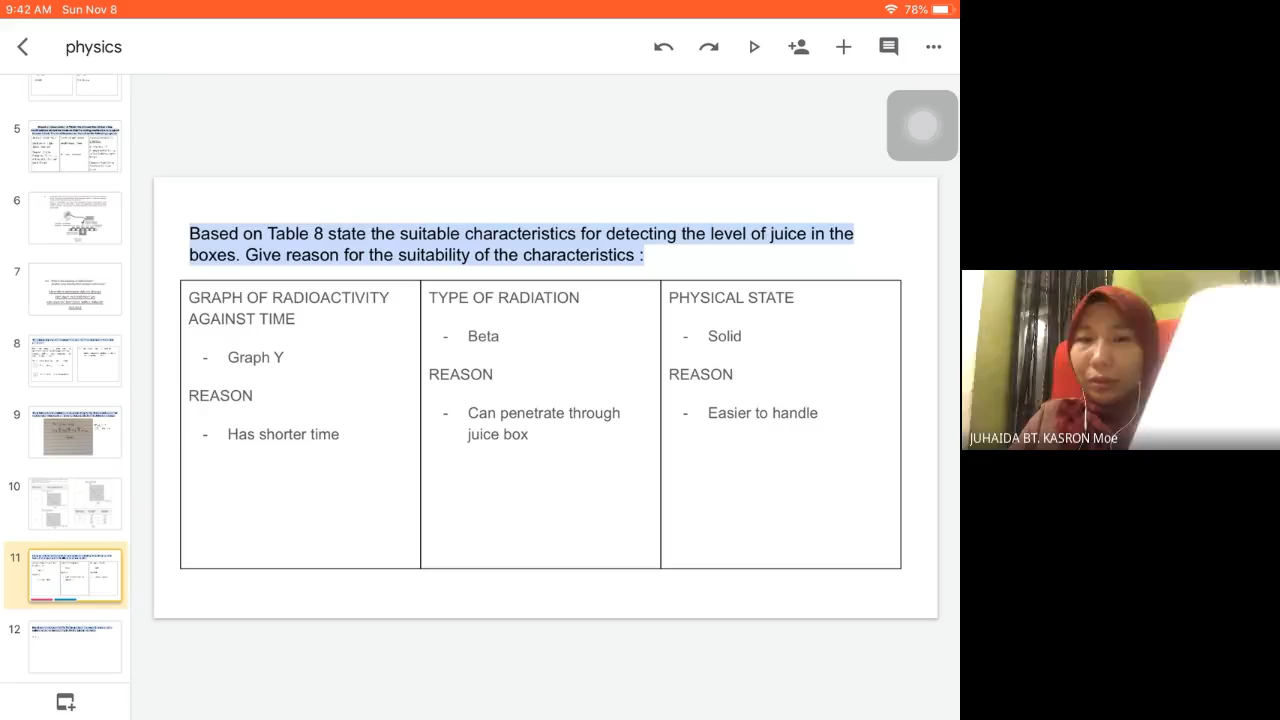 9:42 AM Sun Nov 8
78%
physics
5
6
7
8
9
10
11
12
Based on Table 8 state the suitable characteristics for detecting the level of juice in the
boxes. Give reason for the suitability of the characteristics :
GRAPH OF RADIOACTIVITY
AGAINST TIME
- Graph Y
REASON
- Has shorter time
TYPE OF RADIATION
- Beta
REASON
- Can penetrate through
juice box
PHYSICAL STATE
- Solid
REASON
- Easier to handle
JUHAIDA BT. KASRON Moe